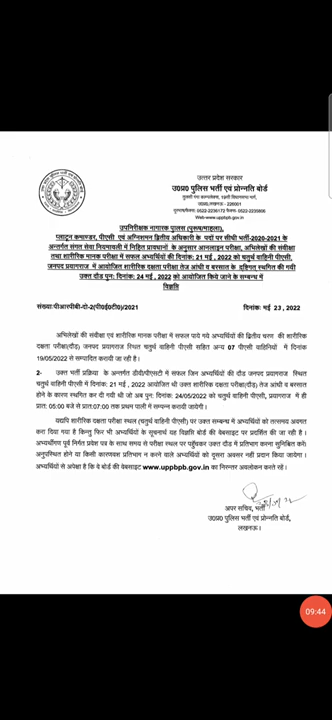 उत्तर प्रदेश सरकार
उ0प्र0 पुलिस भर्ती एवं प्रोन्नति बोर्ड
तुलसी गंगा काम्पलेक्स, 19सी विधानसभा मार्ग,
लखनऊ - 226001
Web-www.uppbpb.gov.in
उपनिरीक्षक नागरिक पुलिस (पुरूष/महिला),
प्लाटून कमाण्डर, पीएसी एवं अग्निशमन द्वितीय अधिकारी के पदों पर सीधी भर्ती-2020-2021 के
अन्तर्गत संगत सेवा नियमावली में निहित प्रावधानों के अनुसार आनलाइन परीक्षा, अभिलेखों की संवीक्षा
तथा शारीरिक मानक परीक्षा में सफल अभ्यर्थियों की दिनांक: 21 मई , 2022 को चतुर्थ वाहिनी पीएसी,
जनपद प्रयागराज में आयोजित शारीरिक दक्षता परीक्षा तेज आंधी व बरसात के दृष्टिगत स्थगित की गयी
उक्त दौड़ पुन: दिनांक: 24 मई , 2022 को आयोजित किये जाने के सम्बन्ध में
विज्ञप्ति
संख्या:पीआरपीबी-दो-2(पी0ई0टी0)/2021
दिनांक: मई 23 , 2022
अभिलेखों की संवीक्षा एवं शारीरिक मानक परीक्षा में सफल पाये गये अभ्यर्थियों की द्वितीय चरण की शारीरिक
दक्षता परीक्षा(दौड़) जनपद प्रयागराज स्थित चतुर्थ वाहिनी पीएसी सहित अन्य 07 पीएसी वाहिनियों में दिनांक
19/05/2022 से सम्पादित करायी जा रही है।
2- उक्त भर्ती प्रक्रिया के अन्तर्गत डीवी/पीएसटी में सफल जिन अभ्यर्थियों की दौड़ जनपद प्रयागराज स्थित
चतुर्थ वाहिनी पीएसी में दिनांक: 21 मई , 2022 आयोजित थी उक्त शारीरिक दक्षता परीक्षा(दौड़) तेज आंधी व बरसात
होने के कारण स्थगित कर दी गयी थी जो अब पुन: दिनांक: 24/05/2022 को चतुर्थ वाहिनी पीएसी, प्रयागराज में ही
प्रात: 05:00 बजे से प्रात:07:00 तक प्रथम पाली में सम्पन्न करायी जायेगी।
यद्यपि शारीरिक दक्षता परीक्षा स्थल (चतुर्थ वाहिनी पीएसी) पर उक्त सम्बन्ध में अभ्यर्थियों को तत्समय अवगत
करा दिया गया है किन्तु फिर भी अभ्यर्थियों के सूचनार्थ यह विज्ञप्ति बोर्ड की वेबसाइट पर प्रदर्शित की जा रही है।
अभ्यर्थीगण पूर्व निर्गत प्रवेश पत्र के साथ समय से परीक्षा स्थल पर पहुँचकर उक्त दौड़ में प्रतिभाग करना सुनिश्चित करें।
अनुपस्थित होने या किसी कारणवश प्रतिभाग न करने वाले अभ्यर्थियों को दूसरा अवसर नहीं प्रदान किया जायेगा।
अभ्यर्थियों से अपेक्षा है कि वे बोर्ड की वेबसाइट www.uppbpb.gov.in का निरन्तर अवलोकन करते रहें।
अपर सचिव, भर्ती
उ0प्र0 पुलिस भर्ती एवं प्रोन्नति बोर्ड,
लखनऊ।
09:44